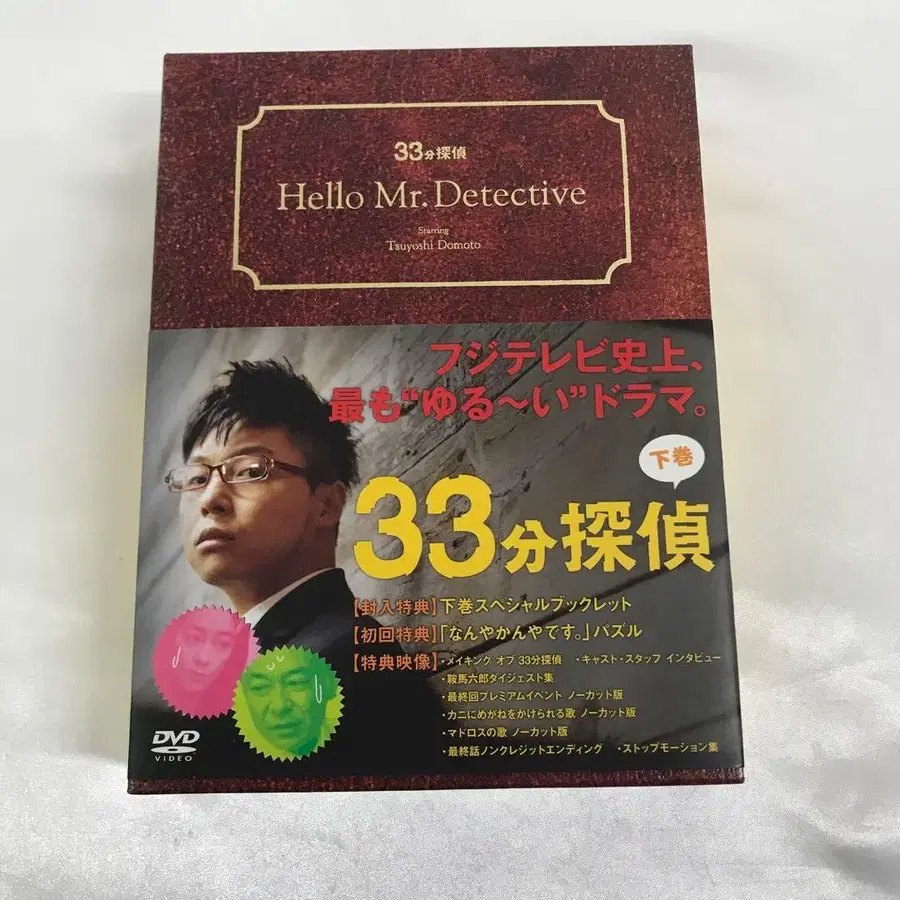 33分探偵
Hello Mr. Detective
Starring
Tsuyoshi Domoto
フジテレビ史上、
最も“ゆる〜い”ドラマ。
下巻
33分探偵
【封入特典】下巻スペシャルブックレット
【初回特典】「なんやかんやです。」パズル
【特典映像】・メイキング オブ 33分探偵 ・キャスト・スタッフ インタビュー
・鞍馬六郎ダイジェスト集
・最終回プレミアムイベント ノーカット版
・カニにめがねをかけられる歌 ノーカット版
・マドロスの歌 ノーカット版
・最終話ノンクレジットエンディング ・ストップモーション集
DVD
VIDEO